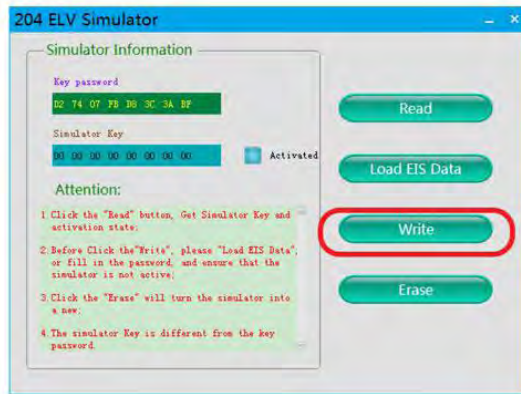 204 ELV Simulator
Simulator Information
Key password
D2 74 07 FB D8 3C 3A BF
Simulator Key
00 00 00 00 00 00 00 00
Activated
Attention:
1.Click the "Read" button, Get Simulator Key and
activation state;
2.Before Click the"Write", please "Load EIS Data",
or fill in the password, and ensure that the
simulator is not active;
3.Click the "Erase" will turn the simulator into
a new;
4.The simulator Key is different from the key
password.
Read
Load EIS Data
Write
Erase